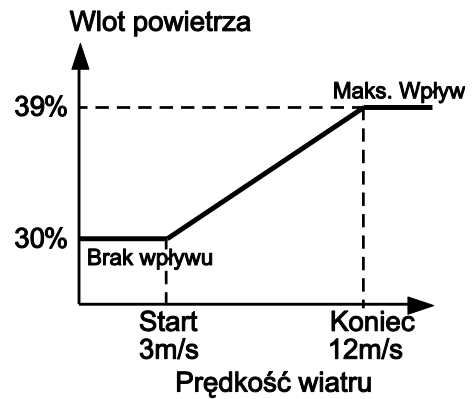 Wlot powietrza
39%
Maks. Wpływ
30%
Brak wpływu
Start
3m/s
Koniec
12m/s
Prędkość wiatru